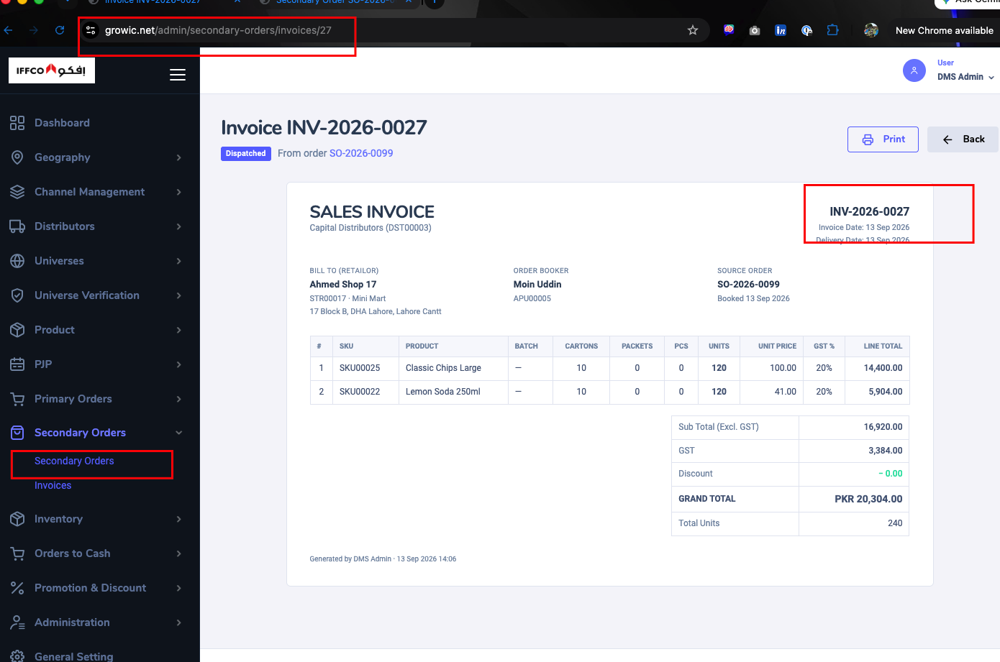 Invoice INV-2026-0027
Secondary Order SO-2026-0
growic.net/admin/secondary-orders/invoices/27
New Chrome available
IFFCO إفكو
User
DMS Admin
Dashboard
Geography
Channel Management
Distributors
Universes
Universe Verification
Product
PJP
Primary Orders
Secondary Orders
Secondary Orders
Invoices
Inventory
Orders to Cash
Promotion & Discount
Administration
General Setting
Invoice INV-2026-0027
Dispatched From order SO-2026-0099
Print
Back
SALES INVOICE
Capital Distributors (DST00003)
INV-2026-0027
Invoice Date: 13 Sep 2026
Delivery Date: 13 Sep 2026
BILL TO (RETAILOR)
Ahmed Shop 17
STR00017 · Mini Mart
17 Block B, DHA Lahore, Lahore Cantt
ORDER BOOKER
Moin Uddin
APU00005
SOURCE ORDER
SO-2026-0099
Booked 13 Sep 2026
# SKU PRODUCT BATCH CARTONS PACKETS PCS UNITS UNIT PRICE GST % LINE TOTAL
1 SKU00025 Classic Chips Large — 10 0 0 120 100.00 20% 14,400.00
2 SKU00022 Lemon Soda 250ml — 10 0 0 120 41.00 20% 5,904.00
Sub Total (Excl. GST) 16,920.00
GST 3,384.00
Discount − 0.00
GRAND TOTAL PKR 20,304.00
Total Units 240
Generated by DMS Admin · 13 Sep 2026 14:06